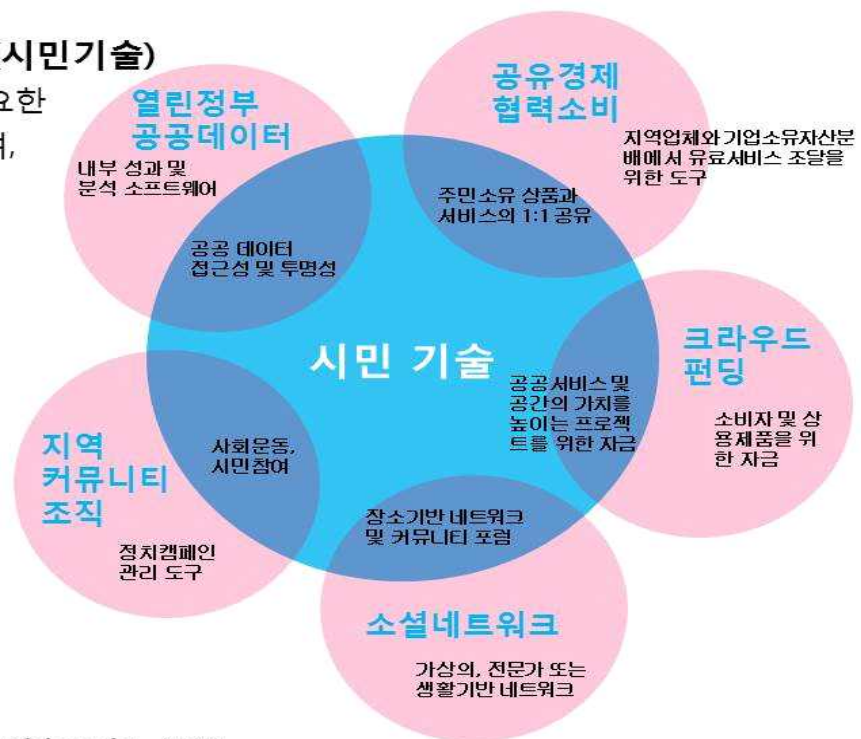 시민기술)
요한
열린정부
공공데이터
내부 성과 및
분석 소프트웨어
공공 데이터
접근성 및 투명성
공유경제
협력소비
지역업체와 기업소유자산분
배에서 유료서비스 조달을
위한 도구
주민소유 상품과
서비스의 1:1 공유
시민 기술
크라우드
펀딩
공공서비스 및
공간의 가치를
높이는 프로젝
트를 위한 자금
소비자 및 상
용제품을 위
한 자금
지역
커뮤니티
조직
사회운동,
시민참여
정치캠페인
관리 도구
장소기반 네트워크
및 커뮤니티 포럼
소셜네트워크
가상의, 전문가 또는
생활기반 네트워크